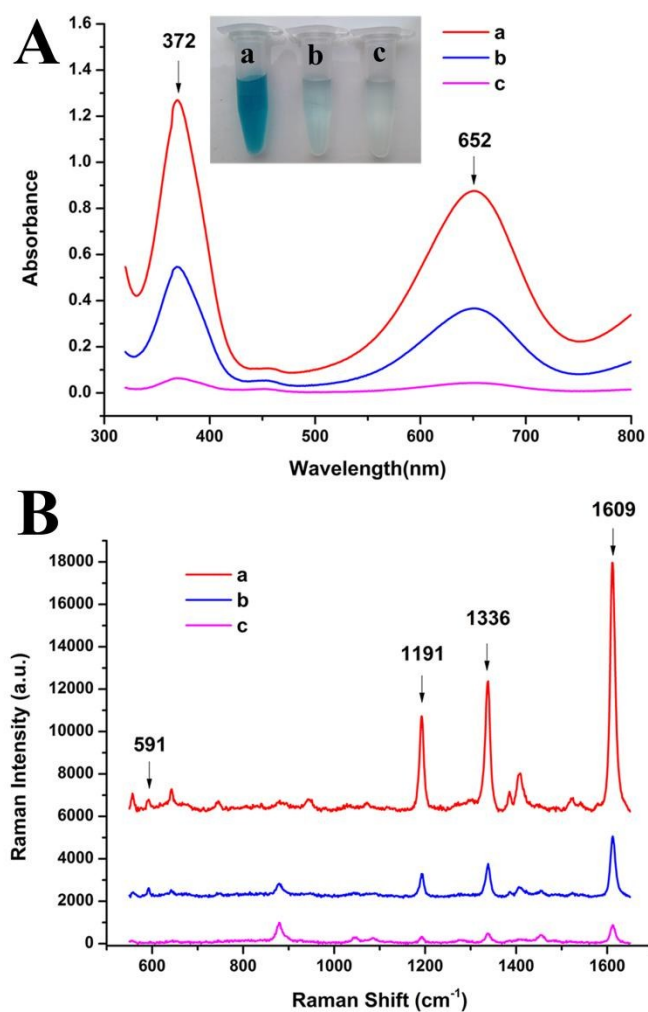 A
372
a b c
a
b
c
652
1.6
1.4
1.2
1.0
0.8
0.6
0.4
0.2
0.0
Absorbance
300 400 500 600 700 800
Wavelength(nm)
B
1609
18000
16000
14000
12000
10000
8000
6000
4000
2000
0
a
b
c
1336
1191
591
Raman Intensity (a.u.)
600 800 1000 1200 1400 1600
Raman Shift (cm⁻¹)